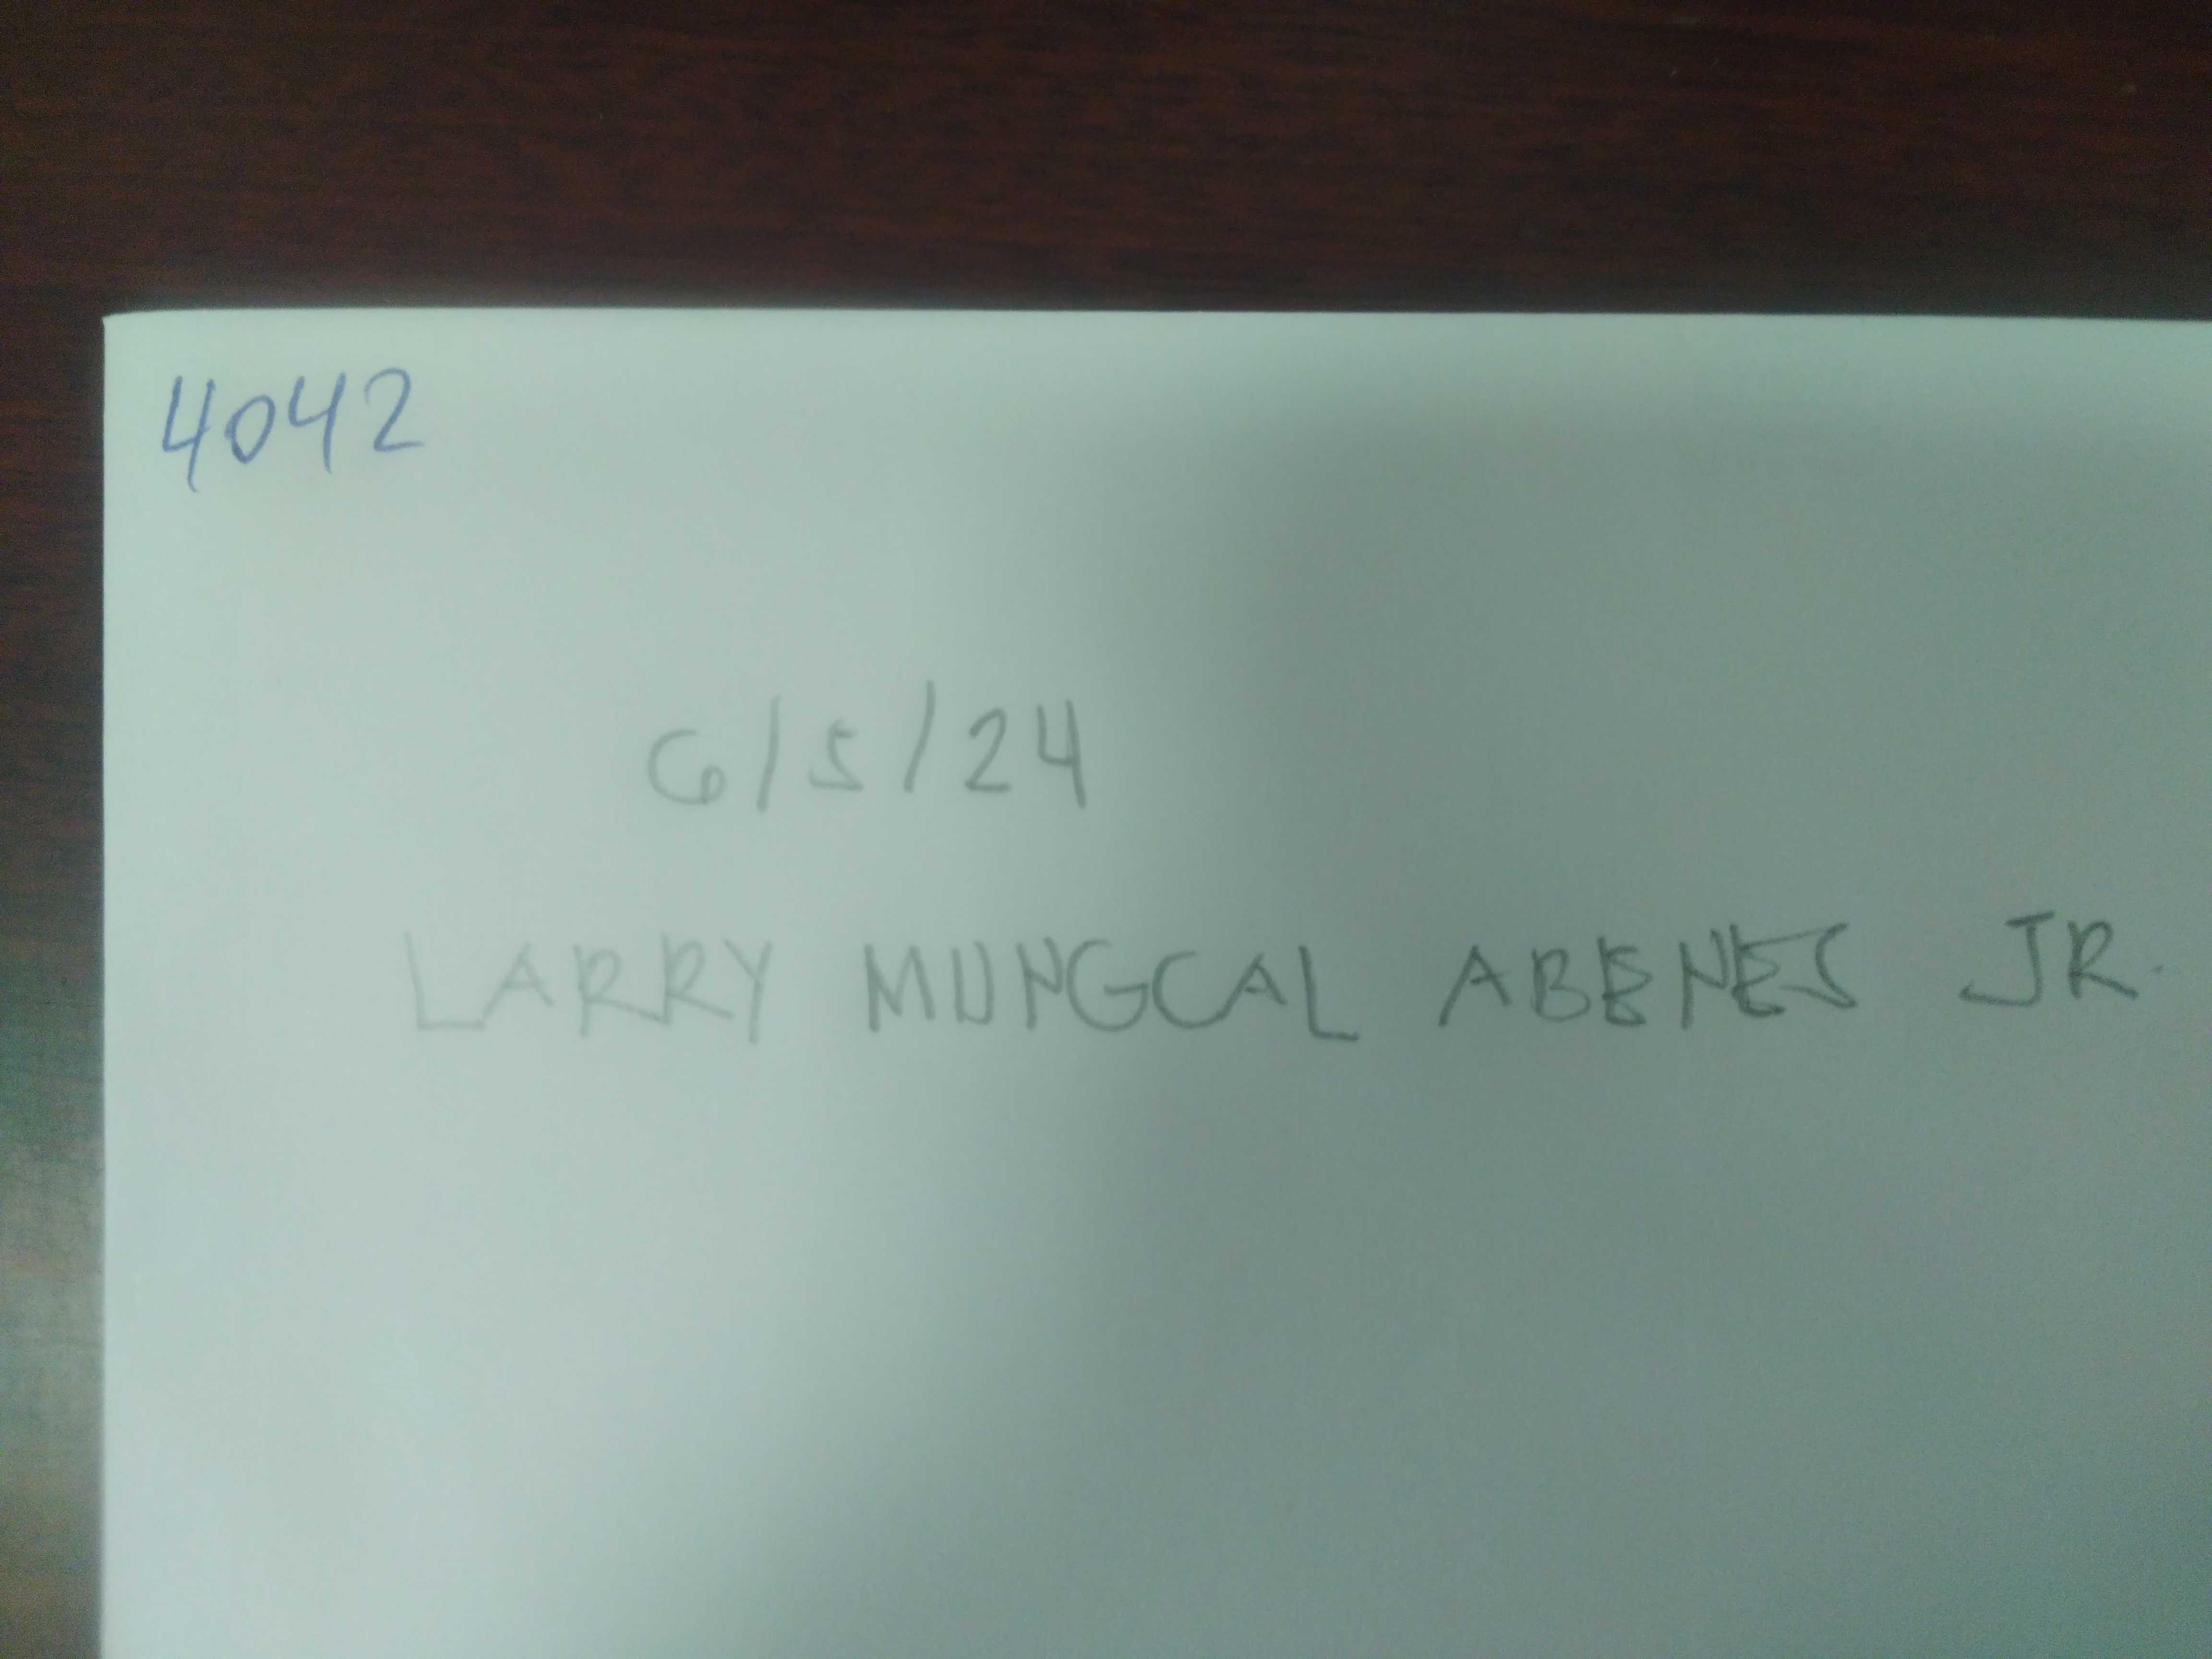 4042
6/5/24
LARRY MUNGCAL ABENES JR.